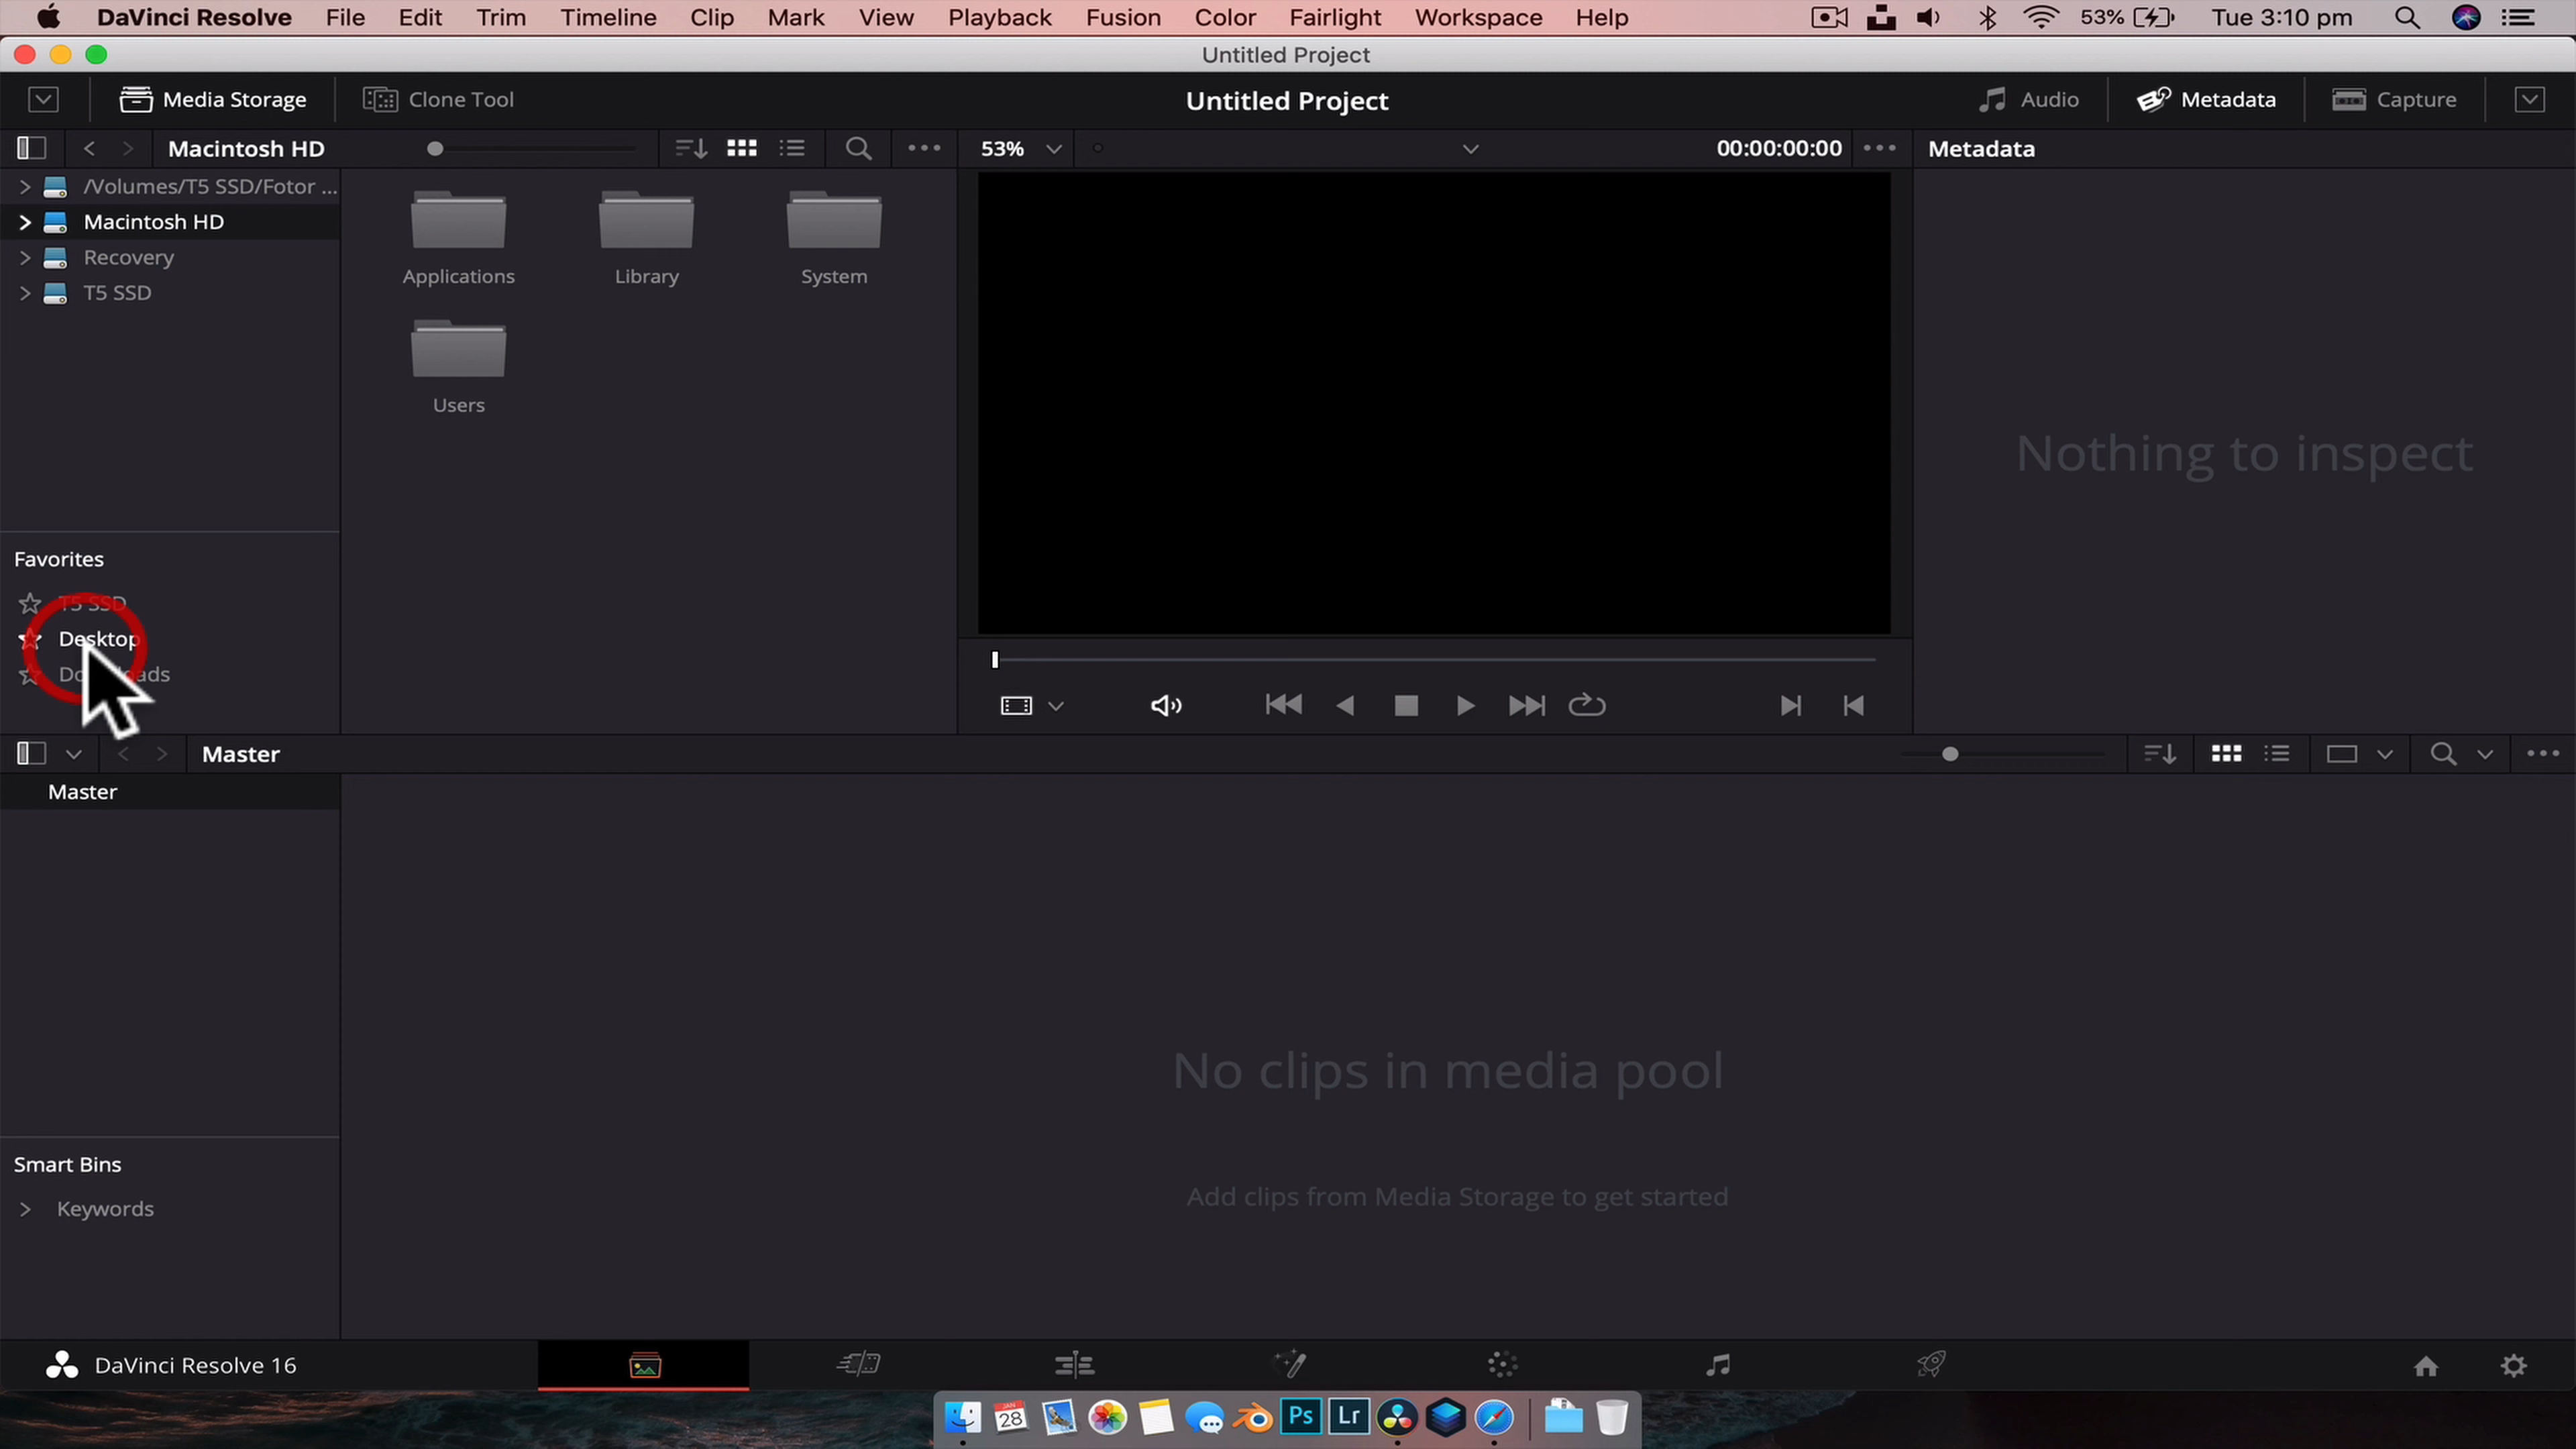 DaVinci Resolve File Edit Trim Timeline Clip Mark View Playback Fusion Color Fairlight Workspace Help 53% Tue 3:10 pm
Untitled Project
Media Storage Clone Tool Untitled Project Audio Metadata Capture
Macintosh HD 53% 00:00:00:00 Metadata
/Volumes/T5 SSD/Fotor ...
Macintosh HD
Recovery
T5 SSD
Applications Library System
Users
Nothing to inspect
Favorites
T5 SSD
Desktop
Downloads
Master
Master
No clips in media pool
Add clips from Media Storage to get started
Smart Bins
Keywords
DaVinci Resolve 16
JAN
28
Ps
Lr